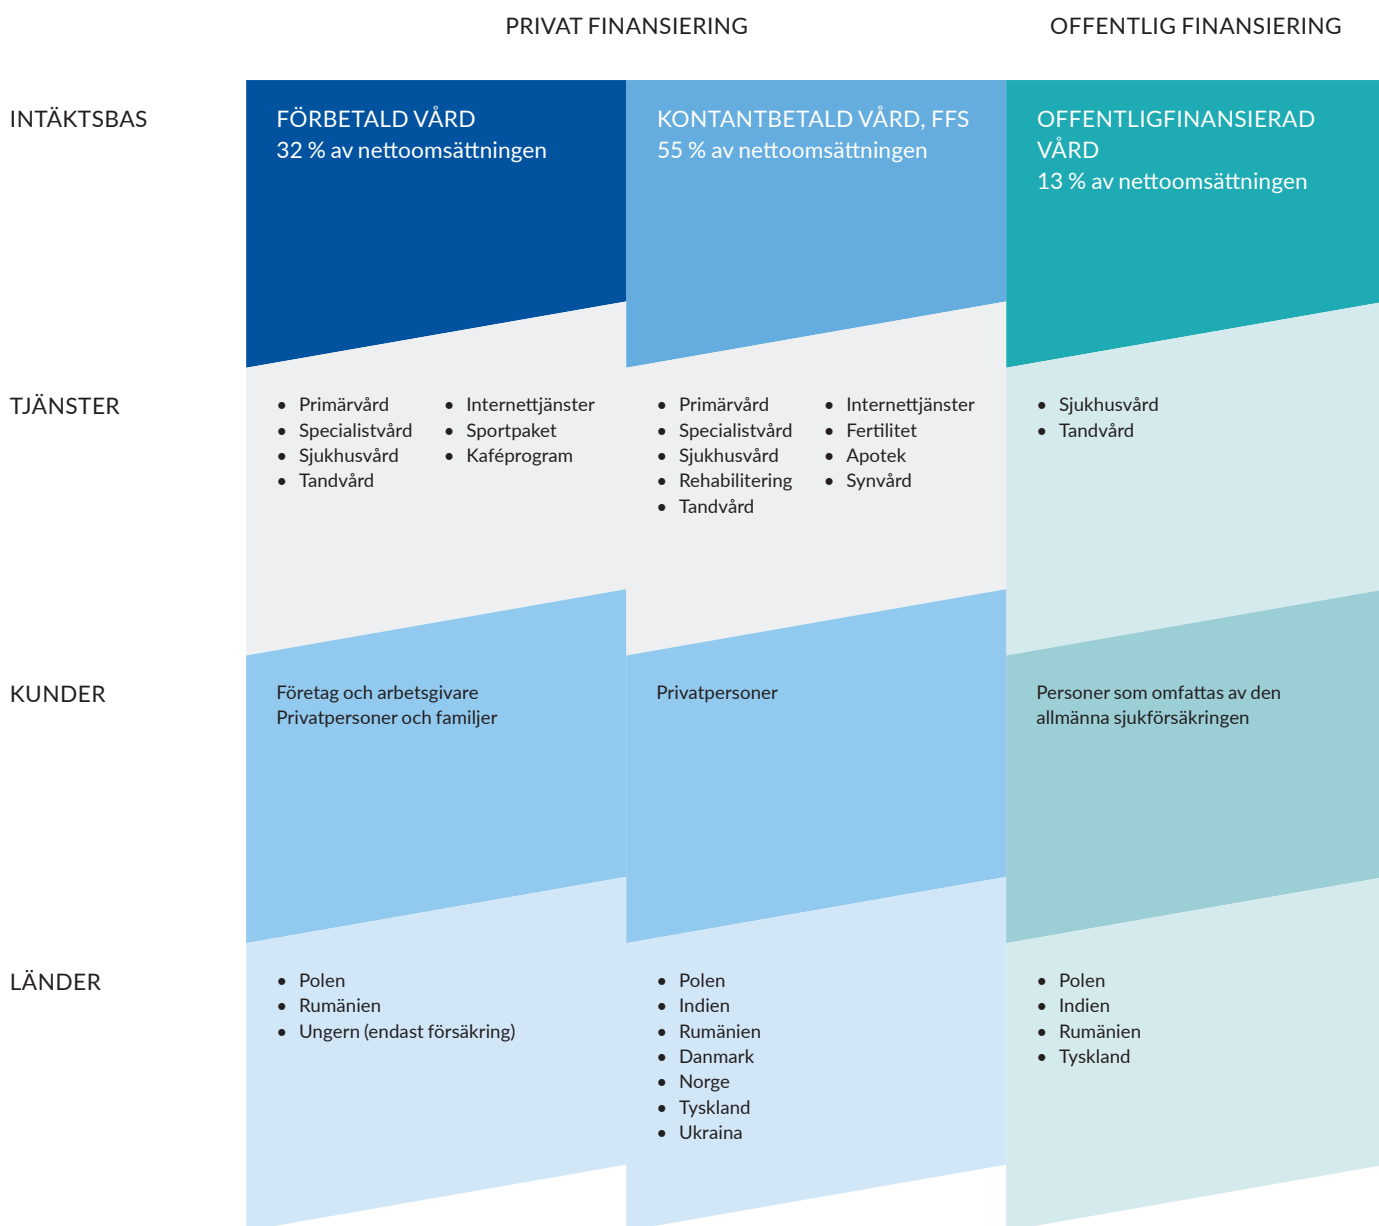 PRIVAT FINANSIERING
OFFENTLIG FINANSIERING
INTÄKTSBAS
FÖRBETALD VÅRD
32 % av nettoomsättningen
KONTANTBETALD VÅRD, FFS
55 % av nettoomsättningen
OFFENTLIGFINANSIERAD
VÅRD
13 % av nettoomsättningen
TJÄNSTER
• Primärvård
• Specialistvård
• Sjukhusvård
• Tandvård
• Internettjänster
• Sportpaket
• Kaféprogram
• Primärvård
• Specialistvård
• Sjukhusvård
• Rehabilitering
• Tandvård
• Internettjänster
• Fertilitet
• Apotek
• Synvård
• Sjukhusvård
• Tandvård
KUNDER
Företag och arbetsgivare
Privatpersoner och familjer
Privatpersoner
Personer som omfattas av den
allmänna sjukförsäkringen
LÄNDER
• Polen
• Rumänien
• Ungern (endast försäkring)
• Polen
• Indien
• Rumänien
• Danmark
• Norge
• Tyskland
• Ukraina
• Polen
• Indien
• Rumänien
• Tyskland